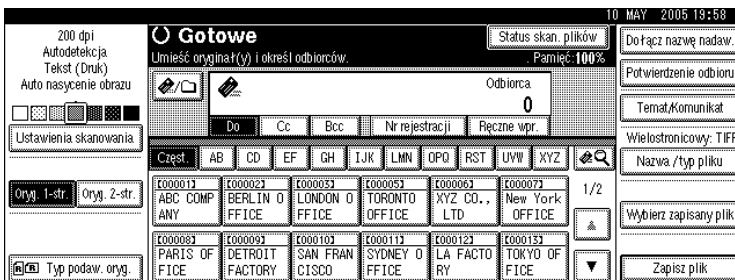 10 MAY 2005 19:58
200 dpi
Autodetekcja
Tekst (Druk)
Auto nasycenie obrazu
Ustawienia skanowania
Oryg. 1-str.
Oryg. 2-str.
Typ podaw. oryg.
Gotowe
Status skan. plików
Umieść oryginał(y) i określ odbiorców.
Pamięć:100%
Odbiorca
0
Do
Cc
Bcc
Nr rejestracji
Ręczne wpr.
Częst.
AB
CD
EF
GH
IJK
LMN
OPQ
RST
UVW
XYZ
[00001]
ABC COMP
ANY
[00002]
BERLIN O
FFICE
[00003]
LONDON O
FFICE
[00005]
TORONTO
OFFICE
[00006]
XYZ CO.,
LTD
[00007]
New York
OFFICE
[00008]
PARIS OF
FICE
[00009]
DETROIT
FACTORY
[00010]
SAN FRAN
CISCO
[00011]
SYDNEY O
FFICE
[00012]
LA FACTO
RY
[00013]
TOKYO OF
FICE
1/2
Dołącz nazwę nadaw.
Potwierdzenie odbioru
Temat/Komunikat
Wielostronicowy: TIFF
Nazwa /typ pliku
Wybierz zapisany plik
Zapisz plik